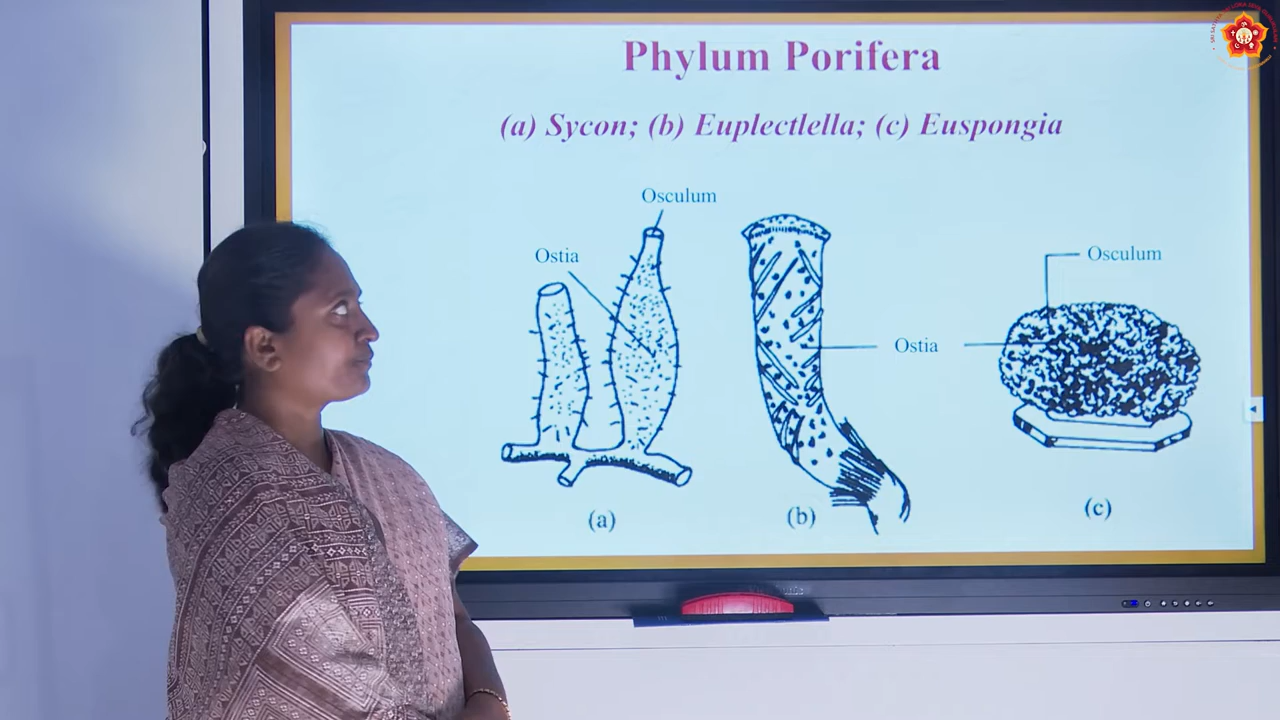 Phylum Porifera
(a) Sycon; (b) Euplectlella; (c) Euspongia
Osculum
Ostia
Osculum
Ostia
(a)
(b)
(c)